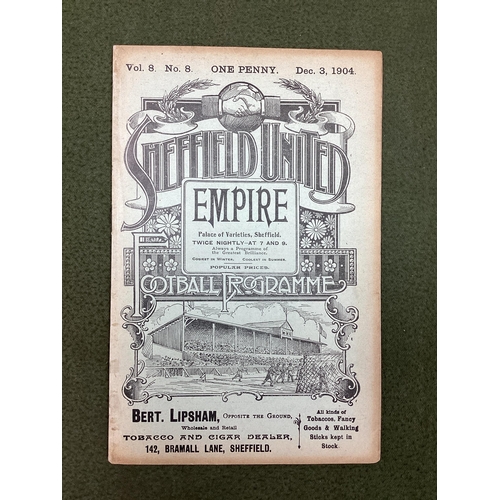 Vol. 8. No. 8. ONE PENNY. Dec. 3, 1904.
SHEFFIELD UNITED
EMPIRE
Palace of Varieties, Sheffield.
TWICE NIGHTLY—AT 7 AND 9.
Always a Programme of
the Greatest Brilliance.
COSIEST IN WINTER. COOLEST IN SUMMER.
POPULAR PRICES.
FOOTBALL PROGRAMME
BERT. LIPSHAM, OPPOSITE THE GROUND,
Wholesale and Retail
TOBACCO AND CIGAR DEALER,
142, BRAMALL LANE, SHEFFIELD.
All kinds of
Tobaccos, Fancy
Goods & Walking
Sticks kept in
Stock.